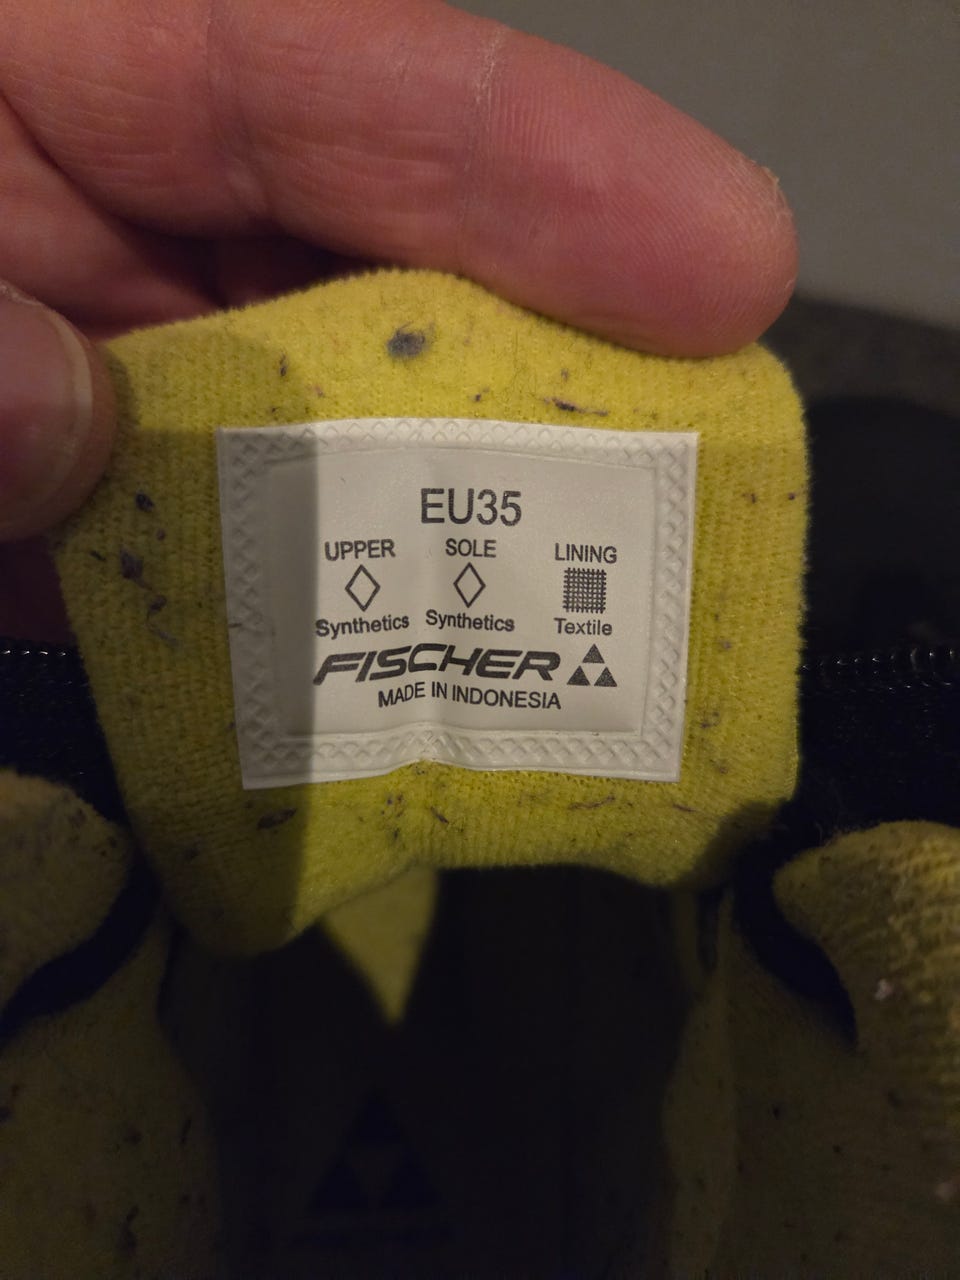 EU35
UPPER SOLE LINING
Synthetics Synthetics Textile
FISCHER
MADE IN INDONESIA